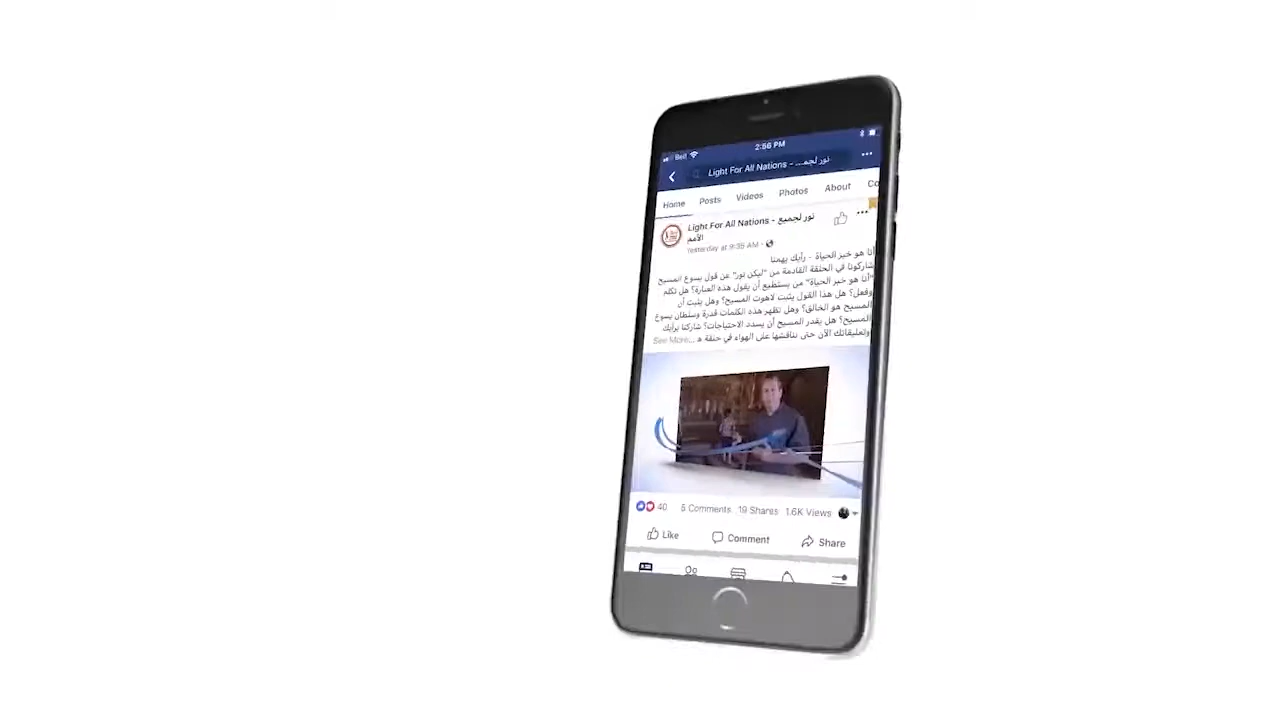 Bell
2:56 PM
Light For All Nations - نور لجمـ...
Home Posts Videos Photos About Co
Light For All Nations - نور لجميع
الأمم
Yesterday at 9:35 AM
أنا هو خبز الحياة - رأيك يهمنا
شاركونا في الحلقة القادمة من "ليكن نور" عن قول يسوع المسيح
"أنا هو خبز الحياة" من يستطيع أن يقول هذه العبارة؟ هل تكلم
وفعل؟ هل هذا القول يثبت لاهوت المسيح؟ وهل يثبت أن
المسيح هو الخالق؟ وهل تظهر هذه الكلمات قدرة وسلطان يسوع
المسيح؟ هل يقدر المسيح أن يسدد الاحتياجات؟ شاركنا برأيك
وتعليقاتك الآن حتى نناقشها على الهواء في حلقة ه... See More
40 5 Comments 19 Shares 1.6K Views
Like Comment Share